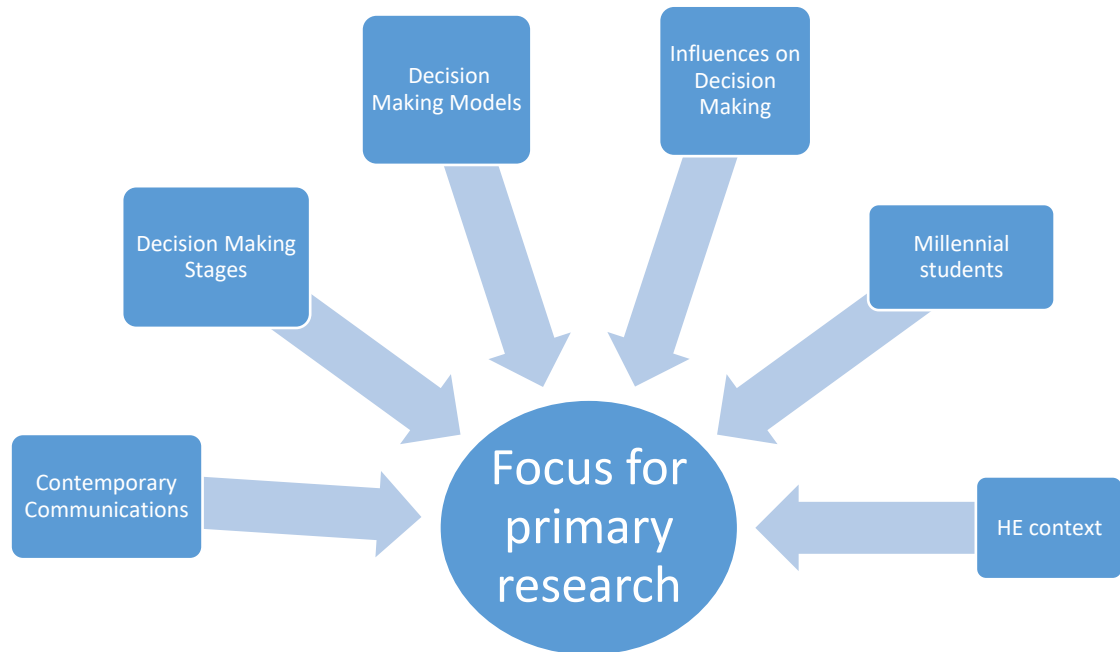 Decision
Making Models
Influences on
Decision
Making
Decision Making
Stages
Millennial
students
Contemporary
Communications
Focus for
primary
research
HE context